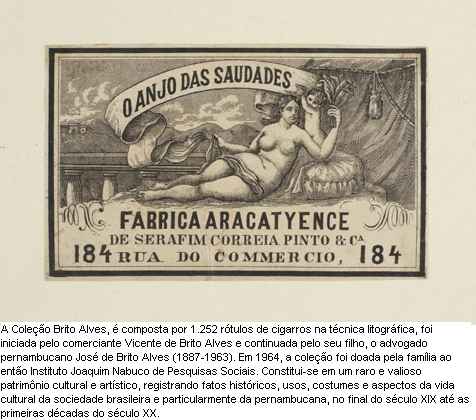 O ANJO DAS SAUDADES
FABRICA ARACATYENCE
DE SERAFIM CORREIA PINTO & Cª
184 RUA DO COMMERCIO, 184
A Coleção Brito Alves, é composta por 1.252 rótulos de cigarros na técnica litográfica, foi
iniciada pelo comerciante Vicente de Brito Alves e continuada pelo seu filho, o advogado
pernambucano José de Brito Alves (1887-1963). Em 1964, a coleção foi doada pela família ao
então Instituto Joaquim Nabuco de Pesquisas Sociais. Constitui-se em um raro e valioso
patrimônio cultural e artístico, registrando fatos históricos, usos, costumes e aspectos da vida
cultural da sociedade brasileira e particularmente da pernambucana, no final do século XIX até as
primeiras décadas do século XX.